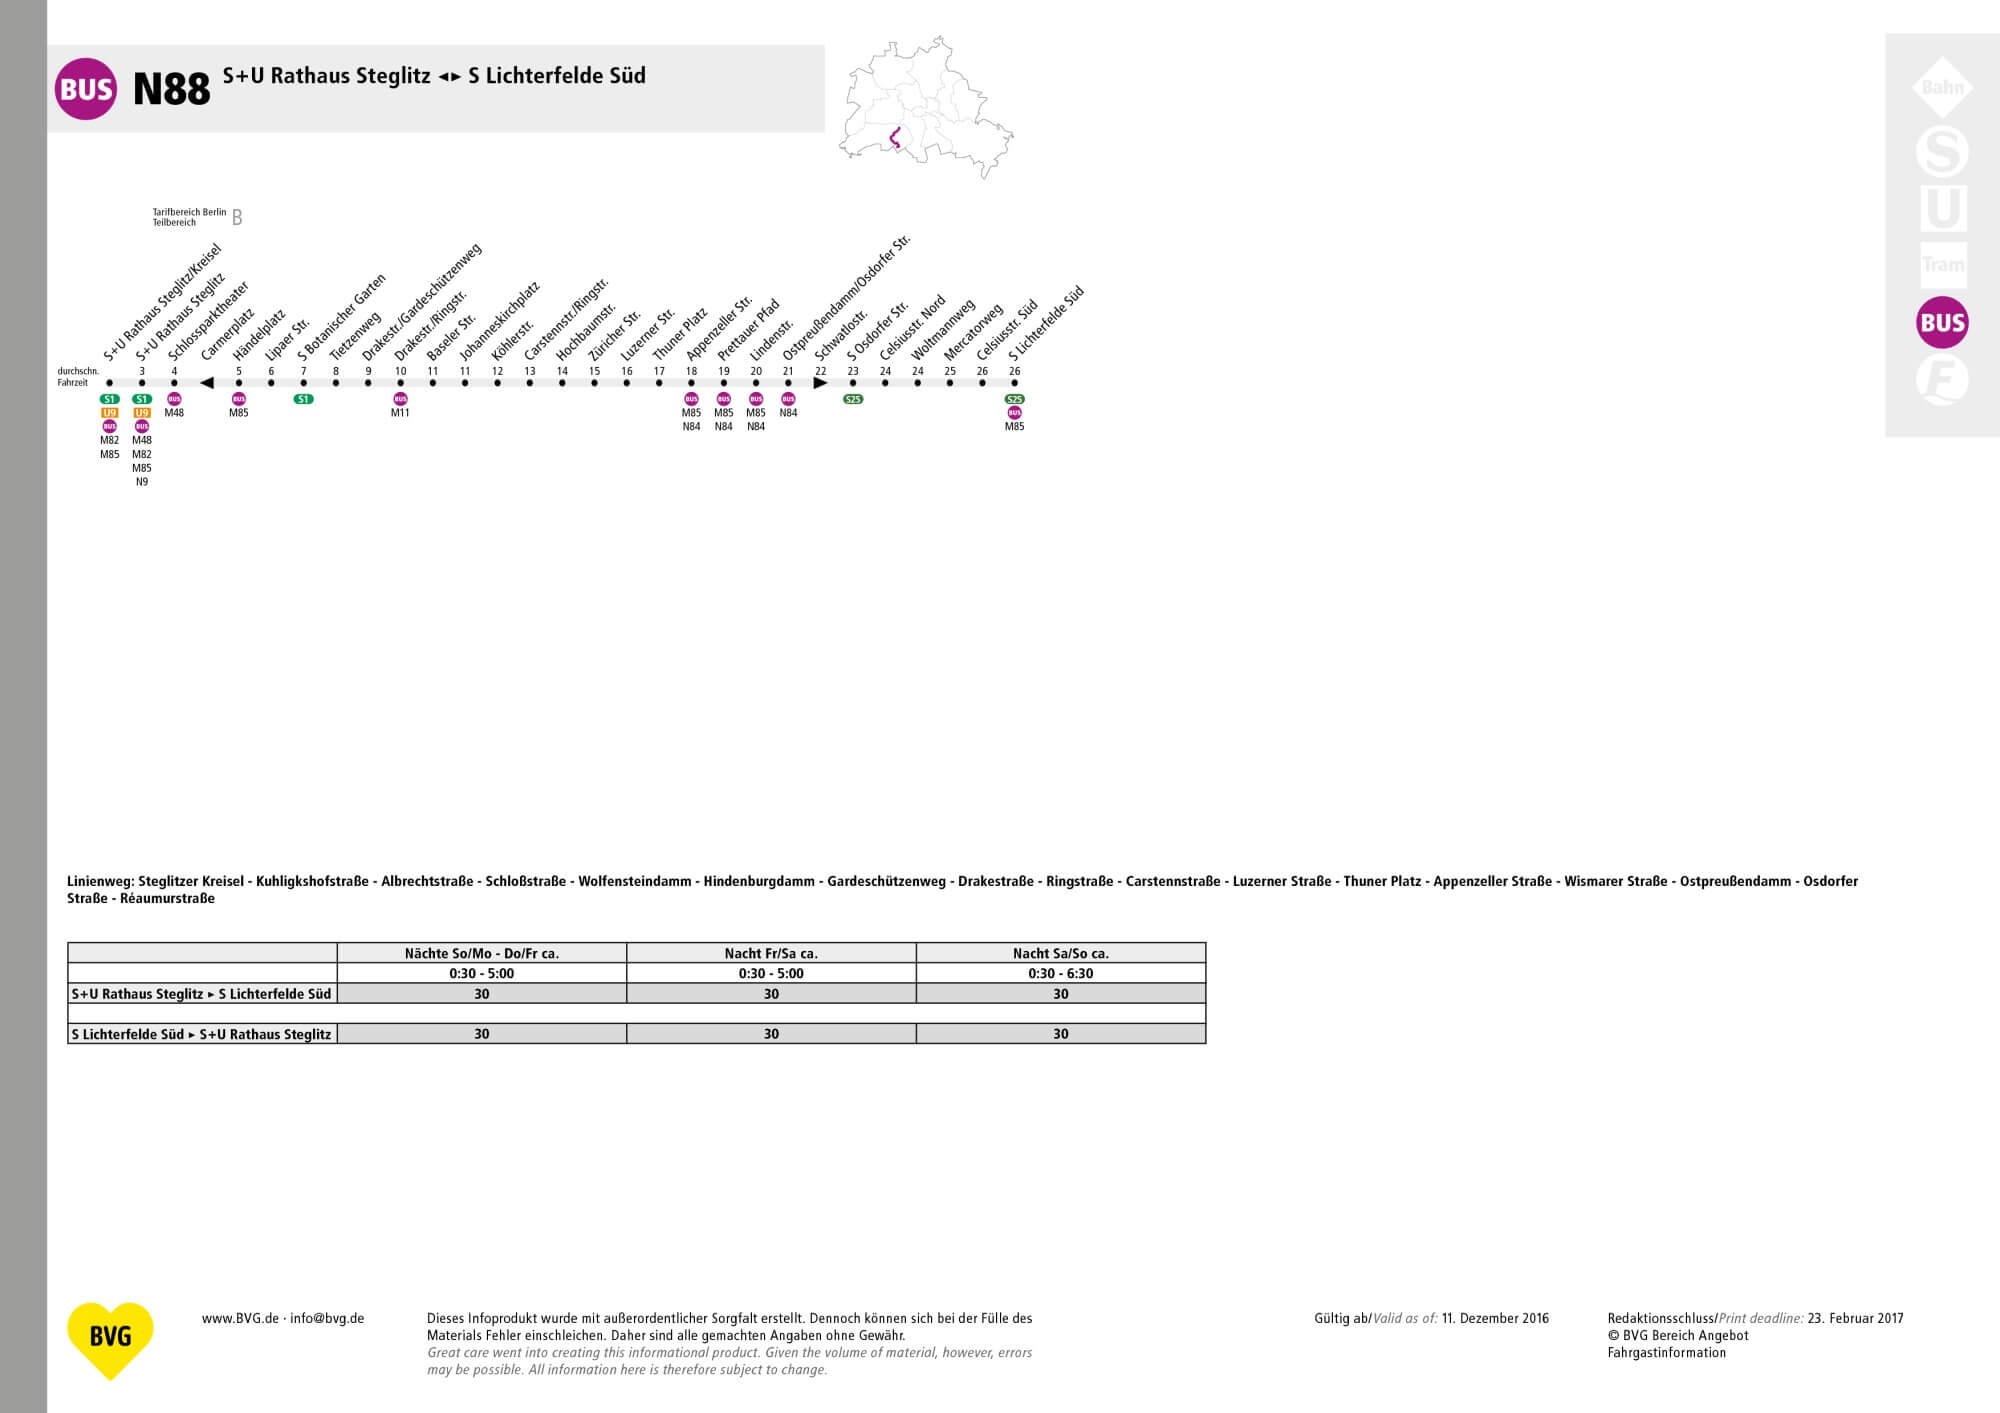 BUS N88 S+U Rathaus Steglitz ◄► S Lichterfelde Süd
Bahn
S
U
Tram
BUS
F
Tarifbereich Berlin
Teilbereich B
S+U Rathaus Steglitz/Kreisel
S+U Rathaus Steglitz
Schlossparktheater
Carmerplatz
Händelplatz
Lipaer Str.
S Botanischer Garten
Tietzenweg
Drakestr./Gardeschützenweg
Drakestr./Ringstr.
Baseler Str.
Johanneskirchplatz
Köhlerstr.
Carstennstr./Ringstr.
Hochbaumstr.
Züricher Str.
Luzerner Str.
Thuner Platz
Appenzeller Str.
Prettauer Pfad
Lindenstr.
Ostpreußendamm/Osdorfer Str.
Schwatlostr.
S Osdorfer Str.
Celsiusstr. Nord
Woltmannweg
Mercatorweg
Celsiusstr. Süd
S Lichterfelde Süd
durchschn. 3 4 5 6 7 8 9 10 11 11 12 13 14 15 16 17 18 19 20 21 22 23 24 24 25 26 26
Fahrzeit
S1 S1 BUS BUS S1 BUS BUS BUS BUS BUS S25 S25
U9 U9 M48 M85 M11 M85 M85 M85 N84 BUS
BUS BUS N84 N84 N84 M85
M82 M48
M85 M82
M85
N9
Linienweg: Steglitzer Kreisel - Kuhligkshofstraße - Albrechtstraße - Schloßstraße - Wolfensteindamm - Hindenburgdamm - Gardeschützenweg - Drakestraße - Ringstraße - Carstennstraße - Luzerner Straße - Thuner Platz - Appenzeller Straße - Wismarer Straße - Ostpreußendamm - Osdorfer
Straße - Réaumurstraße
Nächte So/Mo - Do/Fr ca. Nacht Fr/Sa ca. Nacht Sa/So ca.
0:30 - 5:00 0:30 - 5:00 0:30 - 6:30
S+U Rathaus Steglitz ► S Lichterfelde Süd 30 30 30
S Lichterfelde Süd ► S+U Rathaus Steglitz 30 30 30
BVG
www.BVG.de · info@bvg.de
Dieses Infoprodukt wurde mit außerordentlicher Sorgfalt erstellt. Dennoch können sich bei der Fülle des
Materials Fehler einschleichen. Daher sind alle gemachten Angaben ohne Gewähr.
Great care went into creating this informational product. Given the volume of material, however, errors
may be possible. All information here is therefore subject to change.
Gültig ab/Valid as of: 11. Dezember 2016
Redaktionsschluss/Print deadline: 23. Februar 2017
© BVG Bereich Angebot
Fahrgastinformation